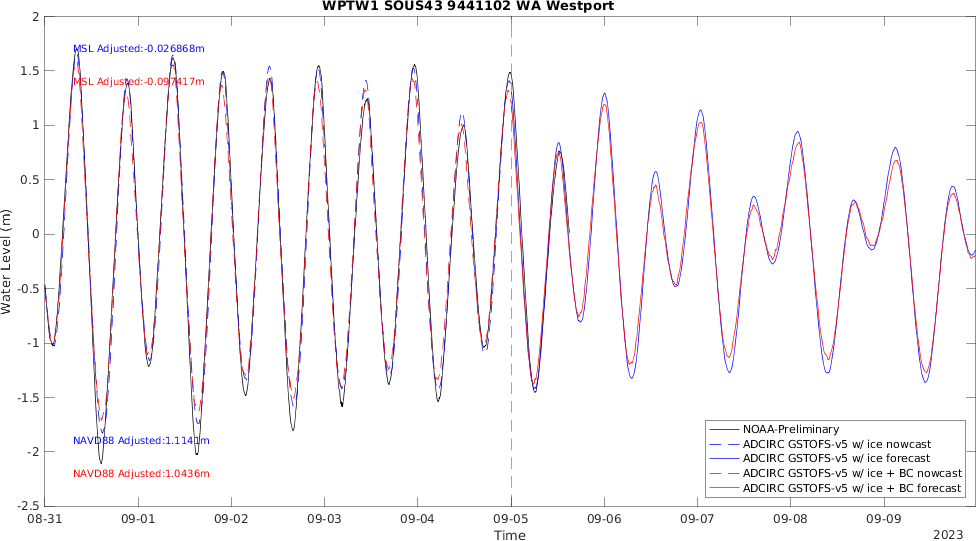 WPTW1 SOUS43 9441102 WA Westport
2
MSL Adjusted:-0.026868m
1.5
MSL Adjusted:-0.097417m
1
0.5
0
-0.5
-1
-1.5
-2
-2.5
Water Level (m)
NAVD88 Adjusted:1.1141m
NAVD88 Adjusted:1.0436m
NOAA-Preliminary
ADCIRC GSTOFS-v5 w/ ice nowcast
ADCIRC GSTOFS-v5 w/ ice forecast
ADCIRC GSTOFS-v5 w/ ice + BC nowcast
ADCIRC GSTOFS-v5 w/ ice + BC forecast
08-31 09-01 09-02 09-03 09-04 09-05 09-06 09-07 09-08 09-09
Time
2023